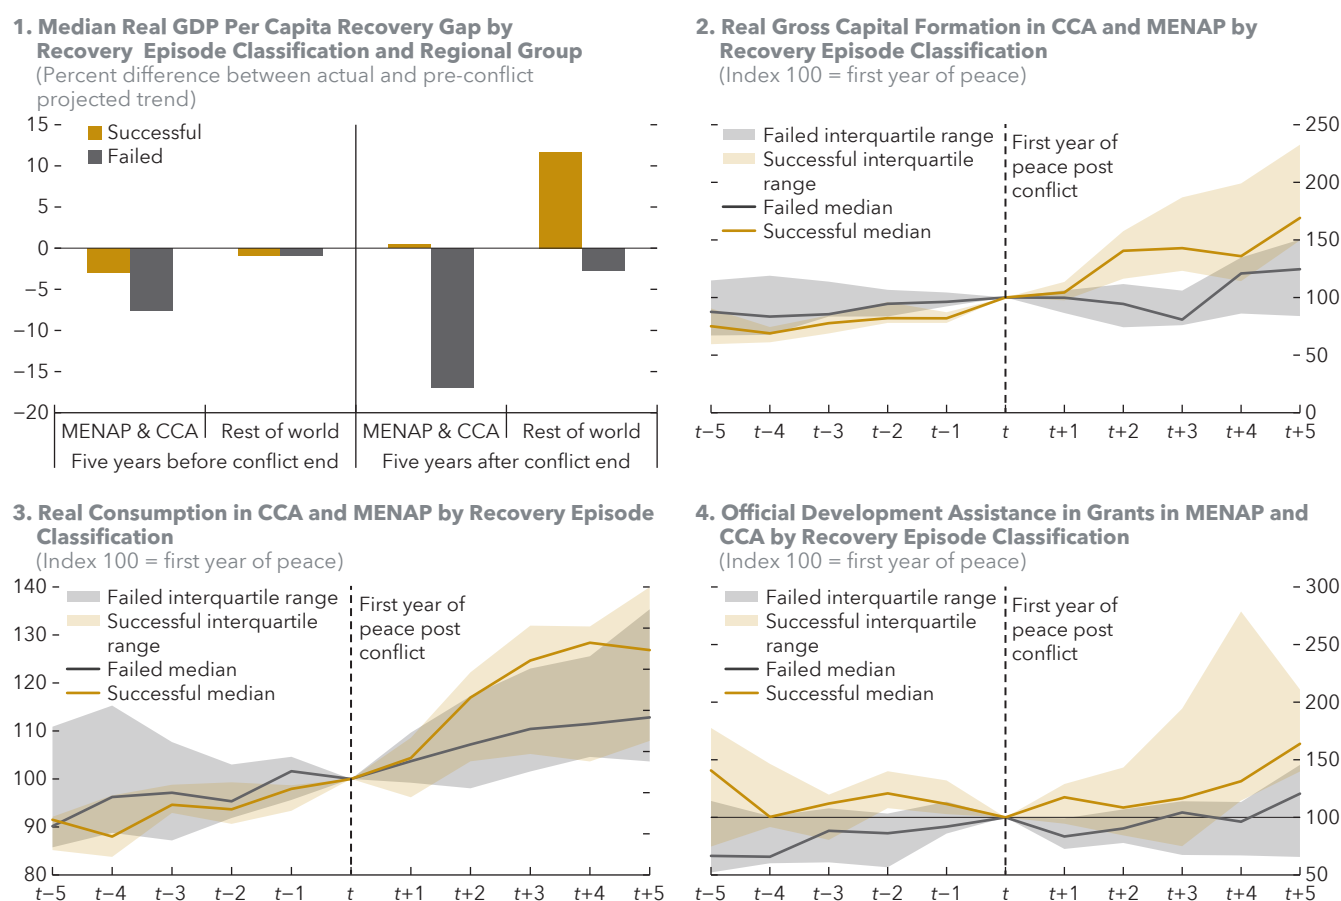 1. Median Real GDP Per Capita Recovery Gap by
Recovery Episode Classification and Regional Group
(Percent difference between actual and pre-conflict
projected trend)
15
10
5
0
−5
−10
−15
−20
Successful
Failed
MENAP & CCA
Rest of world
MENAP & CCA
Rest of world
Five years before conflict end
Five years after conflict end
2. Real Gross Capital Formation in CCA and MENAP by
Recovery Episode Classification
(Index 100 = first year of peace)
Failed interquartile range
Successful interquartile
range
Failed median
Successful median
First year of
peace post
conflict
250
200
150
100
50
0
t−5 t−4 t−3 t−2 t−1 t t+1 t+2 t+3 t+4 t+5
3. Real Consumption in CCA and MENAP by Recovery Episode
Classification
(Index 100 = first year of peace)
140
130
120
110
100
90
80
Failed interquartile range
Successful interquartile
range
Failed median
Successful median
First year of
peace post
conflict
t−5 t−4 t−3 t−2 t−1 t t+1 t+2 t+3 t+4 t+5
4. Official Development Assistance in Grants in MENAP and
CCA by Recovery Episode Classification
(Index 100 = first year of peace)
Failed interquartile range
Successful interquartile
range
Failed median
Successful median
First year of
peace post
conflict
300
250
200
150
100
50
t−5 t−4 t−3 t−2 t−1 t t+1 t+2 t+3 t+4 t+5